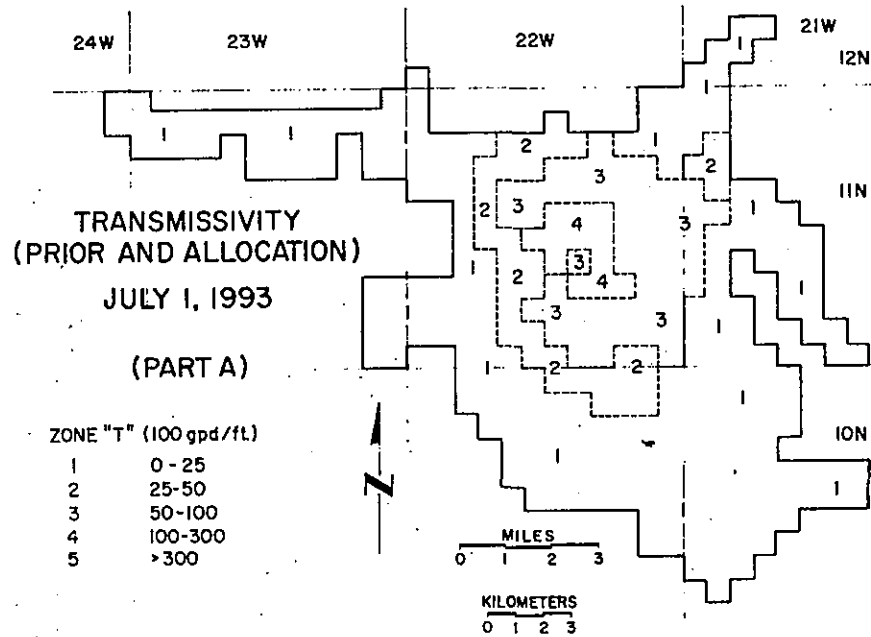 24W 23W 22W 21W
12N
1
1
1 1 1
2
3 2
11N
2 3 4 3 1
TRANSMISSIVITY
(PRIOR AND ALLOCATION)
1 2 3
4 1
JULY 1, 1993
3 3 1
(PART A)
1 2 2
1
ZONE "T" (100 gpd/ft.)
1 0-25
2 25-50
3 50-100
4 100-300
5 >300
10N
N
1 1
1
MILES
0 1 2 3
KILOMETERS
0 1 2 3